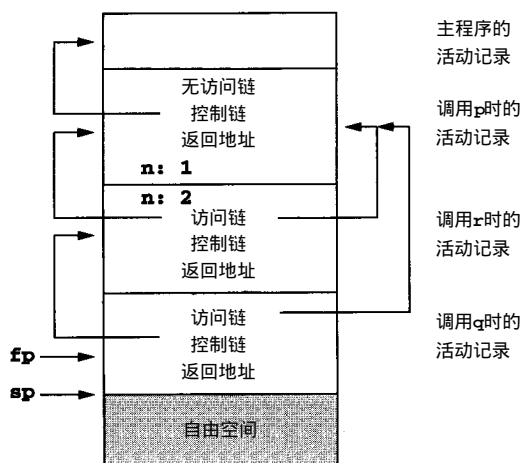 主程序的
活动记录
无访问链
控制链
返回地址
n: 1
调用p时的
活动记录
n: 2
访问链
控制链
返回地址
调用r时的
活动记录
访问链
控制链
返回地址
调用q时的
活动记录
fp
sp
自由空间